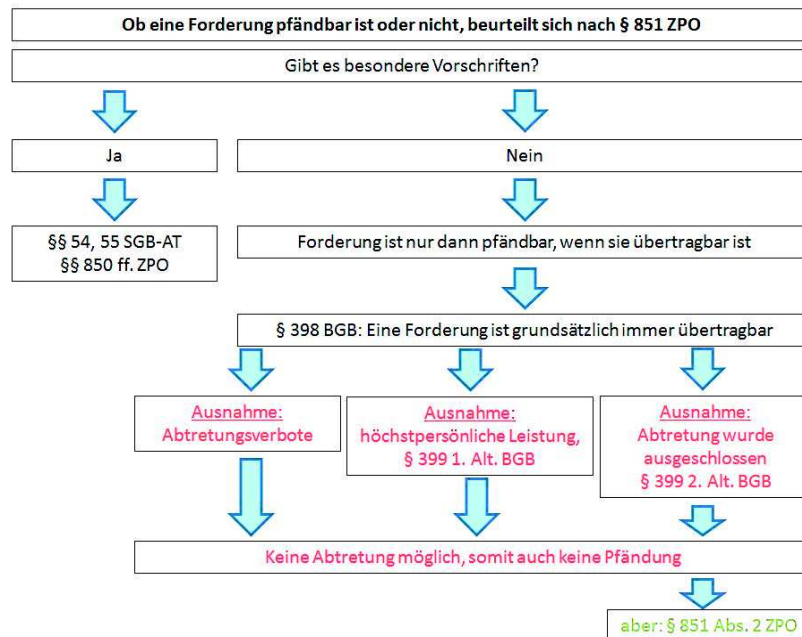 Ob eine Forderung pfändbar ist oder nicht, beurteilt sich nach § 851 ZPO
Gibt es besondere Vorschriften?
Ja
Nein
§§ 54, 55 SGB-AT
§§ 850 ff. ZPO
Forderung ist nur dann pfändbar, wenn sie übertragbar ist
§ 398 BGB: Eine Forderung ist grundsätzlich immer übertragbar
Ausnahme:
Abtretungsverbote
Ausnahme:
höchstpersönliche Leistung,
§ 399 1. Alt. BGB
Ausnahme:
Abtretung wurde
ausgeschlossen
§ 399 2. Alt. BGB
Keine Abtretung möglich, somit auch keine Pfändung
aber: § 851 Abs. 2 ZPO